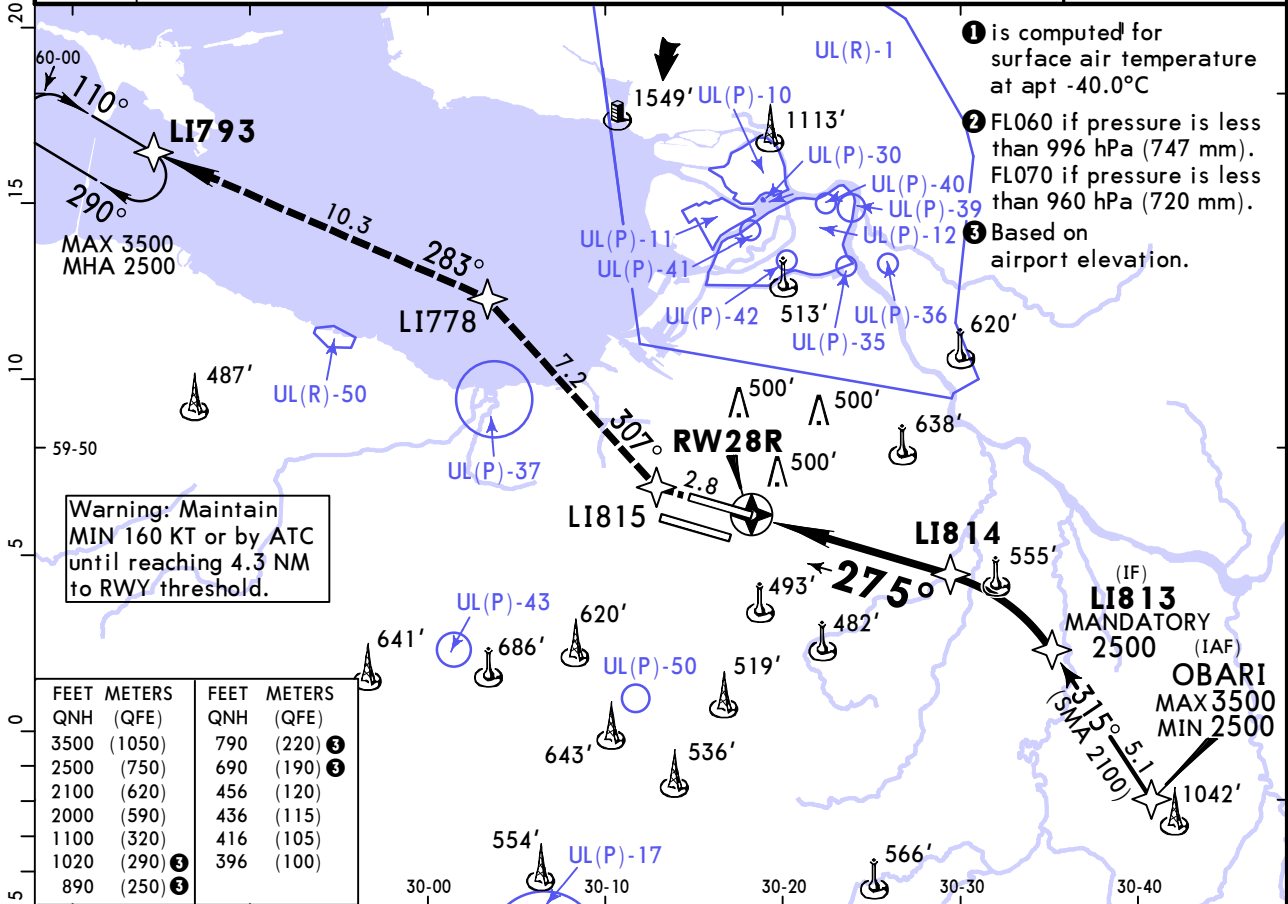 20
60-00
110°
LI793
290°
MAX 3500
MHA 2500
10.3
283°
LI778
UL(R)-1
1549'
UL(P)-10
1113'
UL(P)-30
UL(P)-40
UL(P)-39
UL(P)-12
UL(P)-11
UL(P)-41
UL(P)-42
513'
UL(P)-36
UL(P)-35
620'
1 is computed for
surface air temperature
at apt -40.0°C
2 FL060 if pressure is less
than 996 hPa (747 mm).
FL070 if pressure is less
than 960 hPa (720 mm).
3 Based on
airport elevation.
15
10
487'
UL(R)-50
7.2
307°
UL(P)-37
500'
500'
500'
638'
RW28R
2.8
LI815
59-50
Warning: Maintain
MIN 160 KT or by ATC
until reaching 4.3 NM
to RWY threshold.
5
LI814
555'
275°
493'
482'
(IF)
LI813
MANDATORY
2500
(IAF)
OBARI
MAX 3500
MIN 2500
315°
5.1
(SMA 2100)
1042'
UL(P)-43
620'
641'
686'
UL(P)-50
519'
643'
536'
554'
UL(P)-17
566'
0
5
FEET METERS FEET METERS
QNH (QFE) QNH (QFE)
3500 (1050) 790 (220) 3
2500 (750) 690 (190) 3
2100 (620) 456 (120)
2000 (590) 436 (115)
1100 (320) 416 (105)
1020 (290) 3 396 (100)
890 (250) 3
30-00
30-10
30-20
30-30
30-40